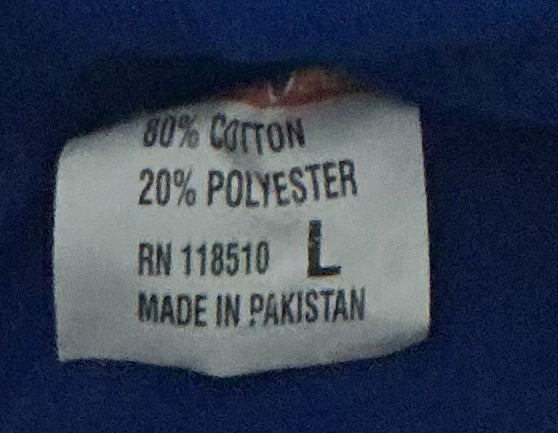 80% COTTON
20% POLYESTER
RN 118510 L
MADE IN PAKISTAN